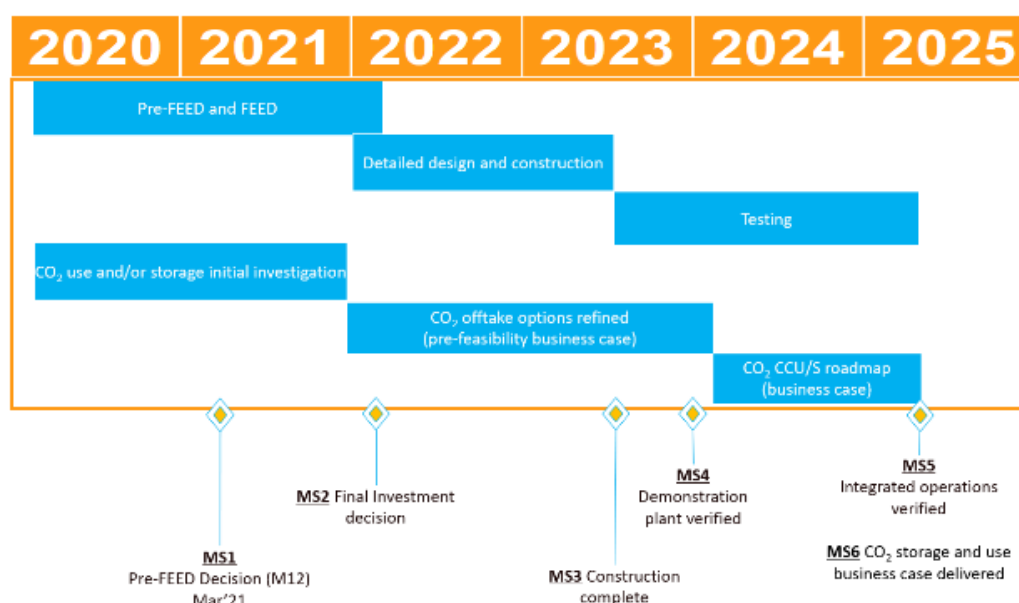 2020 2021 2022 2023 2024 2025
Pre-FEED and FEED
Detailed design and construction
Testing
CO₂ use and/or storage initial investigation
CO₂ offtake options refined
(pre-feasibility business case)
CO₂ CCU/S roadmap
(business case)
MS1
Pre-FEED Decision (M12)
Mar'21
MS2 Final Investment
decision
MS3 Construction
complete
MS4
Demonstration
plant verified
MS5
Integrated operations
verified
MS6 CO₂ storage and use
business case delivered